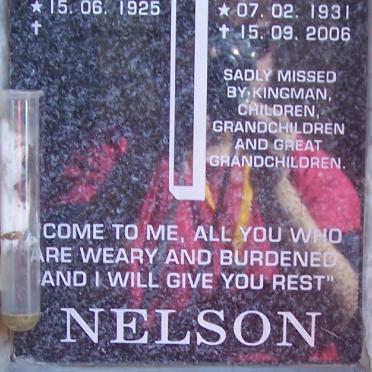 ★ 15. 06. 1925
✝
★ 07. 02. 1931
✝ 15. 09. 2006
SADLY MISSED
BY KINGMAN,
CHILDREN,
GRANDCHILDREN
AND GREAT
GRANDCHILDREN.
COME TO ME, ALL YOU WHO
ARE WEARY AND BURDENED
AND I WILL GIVE YOU REST"
NELSON